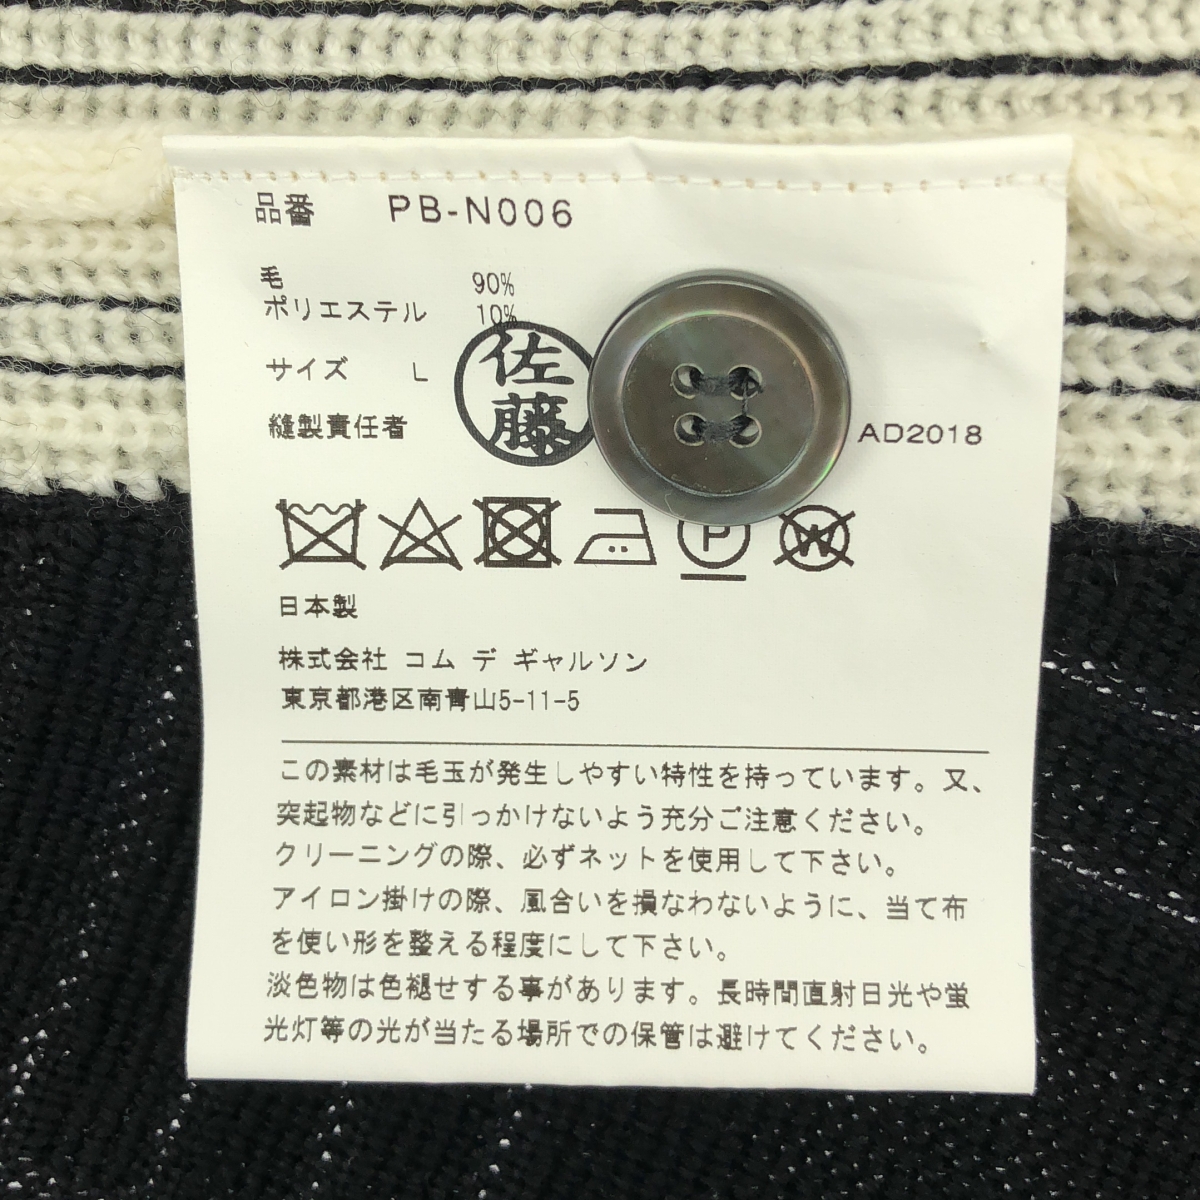 品番 PB-N006
毛 90%
ポリエステル 10%
サイズ L
縫製責任者 佐藤 AD2018
P W
日本製
株式会社 コム デ ギャルソン
東京都港区南青山5-11-5
この素材は毛玉が発生しやすい特性を持っています。又、
突起物などに引っかけないよう充分ご注意ください。
クリーニングの際、必ずネットを使用して下さい。
アイロン掛けの際、風合いを損なわないように、当て布
を使い形を整える程度にして下さい。
淡色物は色褪せする事があります。長時間直射日光や蛍
光灯等の光が当たる場所での保管は避けてください。